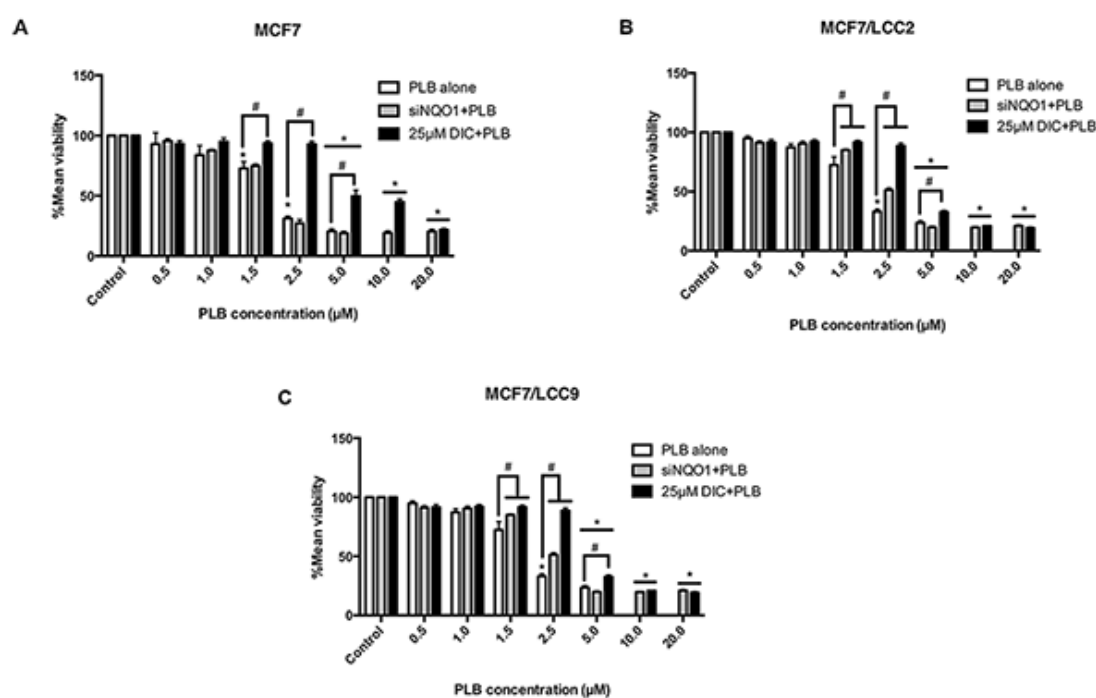 A
MCF7
150
100
50
0
%Mean viability
PLB alone
siNQO1+PLB
25µM DIC+PLB
#
#
*
*
#
*
*
*
Control
0.5
1.0
1.5
2.5
5.0
10.0
20.0
PLB concentration (µM)
B
MCF7/LCC2
150
100
50
0
%Mean viability
PLB alone
siNQO1+PLB
25µM DIC+PLB
#
#
*
*
#
*
*
Control
0.5
1.0
1.5
2.5
5.0
10.0
20.0
PLB concentration (µM)
C
MCF7/LCC9
150
100
50
0
%Mean viability
PLB alone
siNQO1+PLB
25µM DIC+PLB
#
#
*
*
#
*
*
Control
0.5
1.0
1.5
2.5
5.0
10.0
20.0
PLB concentration (µM)